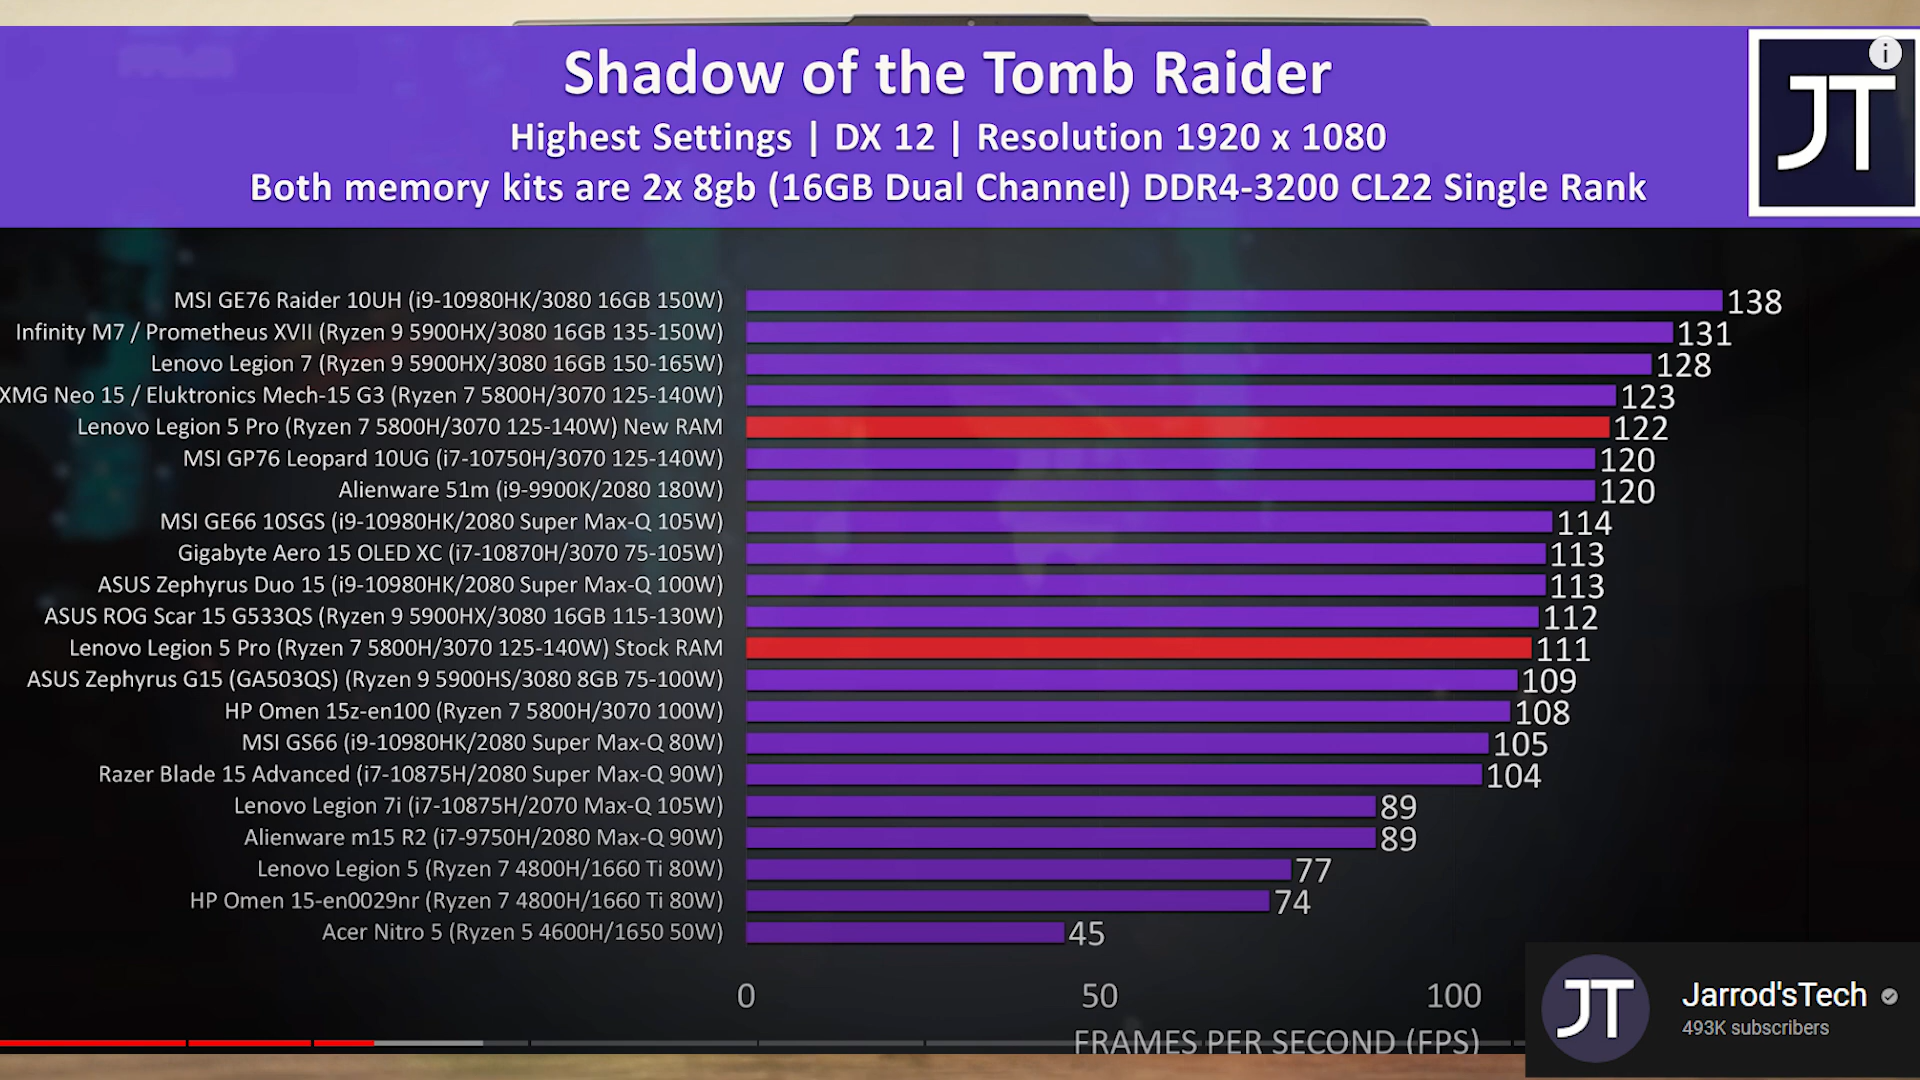 Shadow of the Tomb Raider
Highest Settings | DX 12 | Resolution 1920 x 1080
Both memory kits are 2x 8gb (16GB Dual Channel) DDR4-3200 CL22 Single Rank
JT
i
MSI GE76 Raider 10UH (i9-10980HK/3080 16GB 150W) 138
Infinity M7 / Prometheus XVII (Ryzen 9 5900HX/3080 16GB 135-150W) 131
Lenovo Legion 7 (Ryzen 9 5900HX/3080 16GB 150-165W) 128
XMG Neo 15 / Eluktronics Mech-15 G3 (Ryzen 7 5800H/3070 125-140W) 123
Lenovo Legion 5 Pro (Ryzen 7 5800H/3070 125-140W) New RAM 122
MSI GP76 Leopard 10UG (i7-10750H/3070 125-140W) 120
Alienware 51m (i9-9900K/2080 180W) 120
MSI GE66 10SGS (i9-10980HK/2080 Super Max-Q 105W) 114
Gigabyte Aero 15 OLED XC (i7-10870H/3070 75-105W) 113
ASUS Zephyrus Duo 15 (i9-10980HK/2080 Super Max-Q 100W) 113
ASUS ROG Scar 15 G533QS (Ryzen 9 5900HX/3080 16GB 115-130W) 112
Lenovo Legion 5 Pro (Ryzen 7 5800H/3070 125-140W) Stock RAM 111
ASUS Zephyrus G15 (GA503QS) (Ryzen 9 5900HS/3080 8GB 75-100W) 109
HP Omen 15z-en100 (Ryzen 7 5800H/3070 100W) 108
MSI GS66 (i9-10980HK/2080 Super Max-Q 80W) 105
Razer Blade 15 Advanced (i7-10875H/2080 Super Max-Q 90W) 104
Lenovo Legion 7i (i7-10875H/2070 Max-Q 105W) 89
Alienware m15 R2 (i7-9750H/2080 Max-Q 90W) 89
Lenovo Legion 5 (Ryzen 7 4800H/1660 Ti 80W) 77
HP Omen 15-en0029nr (Ryzen 7 4800H/1660 Ti 80W) 74
Acer Nitro 5 (Ryzen 5 4600H/1650 50W) 45
0 50 100
FRAMES PER SECOND (FPS)
JT
Jarrod'sTech
493K subscribers